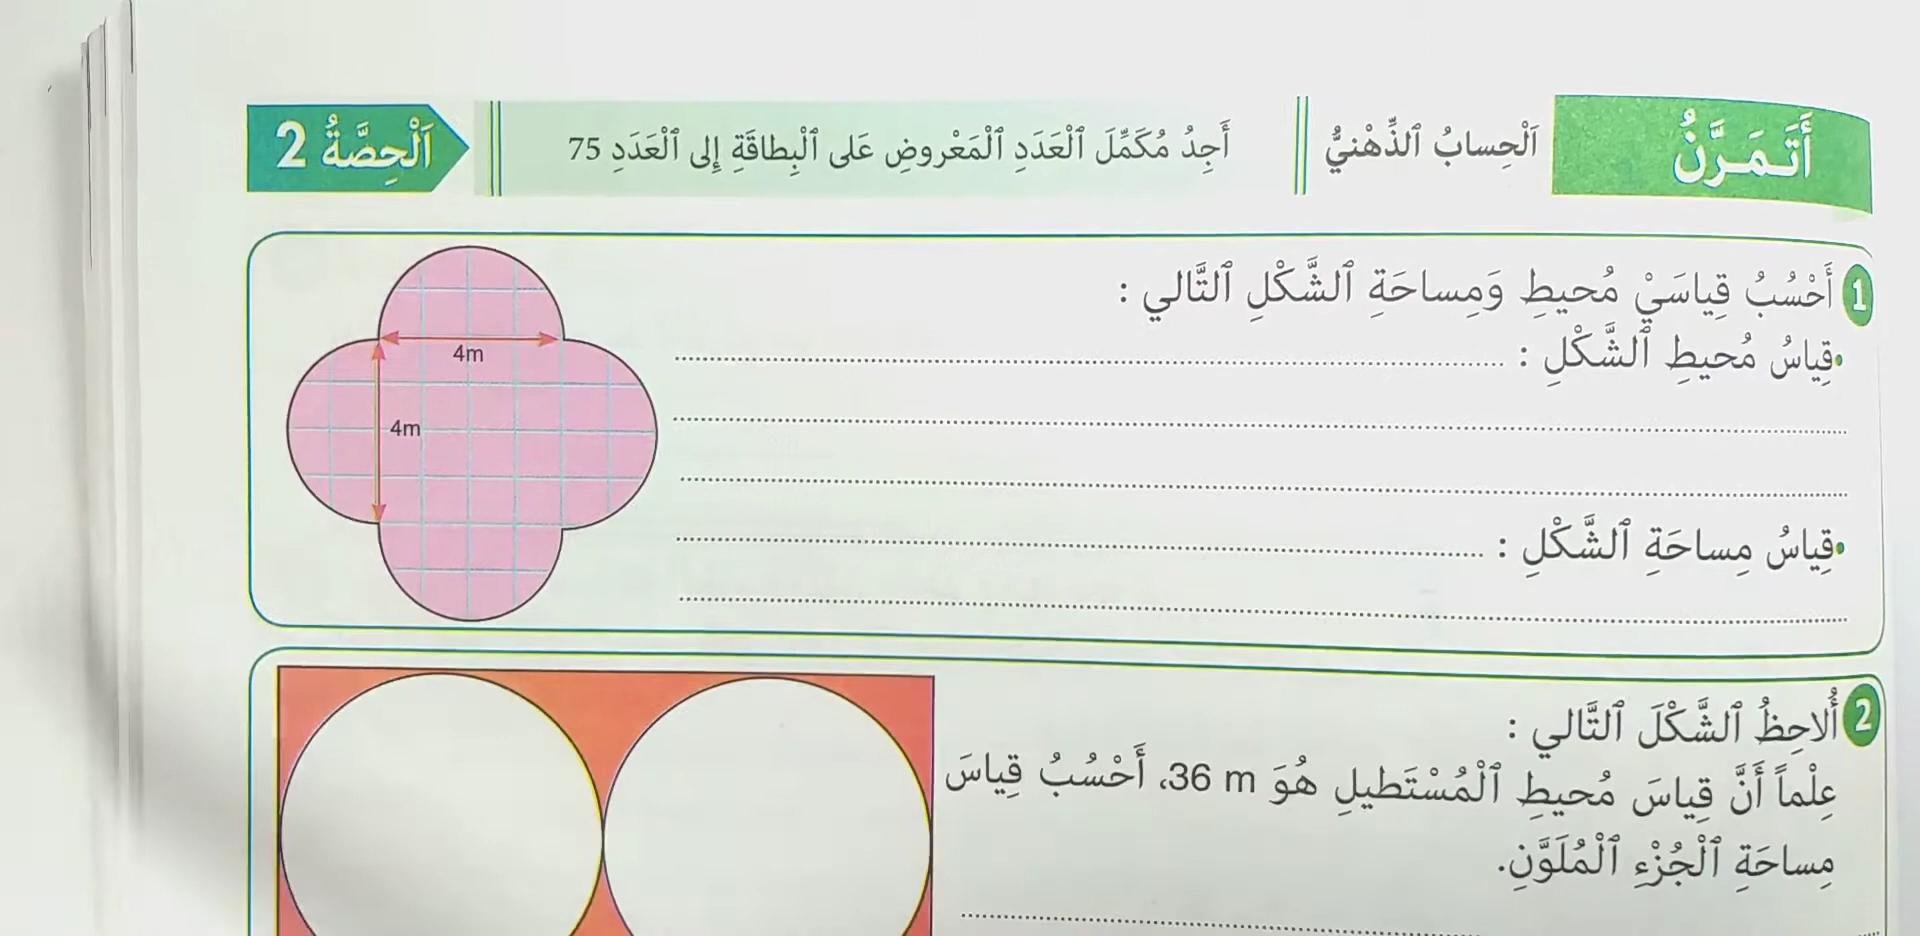 أَتَمَرَّنُ
اَلْحِسابُ ٱلذِّهْنِيُّ
أَجِدُ مُكَمِّلَ ٱلْعَدَدِ ٱلْمَعْروضِ عَلى ٱلْبِطاقَةِ إِلى ٱلْعَدَدِ 75
اَلْحِصَّةُ 2
1 أَحْسُبُ قِياسَيْ مُحيطِ وَمِساحَةِ ٱلشَّكْلِ ٱلتَّالي :
•قِياسُ مُحيطِ ٱلشَّكْلِ :
•قِياسُ مِساحَةِ ٱلشَّكْلِ :
4m
4m
2 أُلاحِظُ ٱلشَّكْلَ ٱلتَّالي :
عِلْماً أَنَّ قِياسَ مُحيطِ ٱلْمُسْتَطيلِ هُوَ 36 m، أَحْسُبُ قِياسَ
مِساحَةِ ٱلْجُزْءِ ٱلْمُلَوَّنِ.